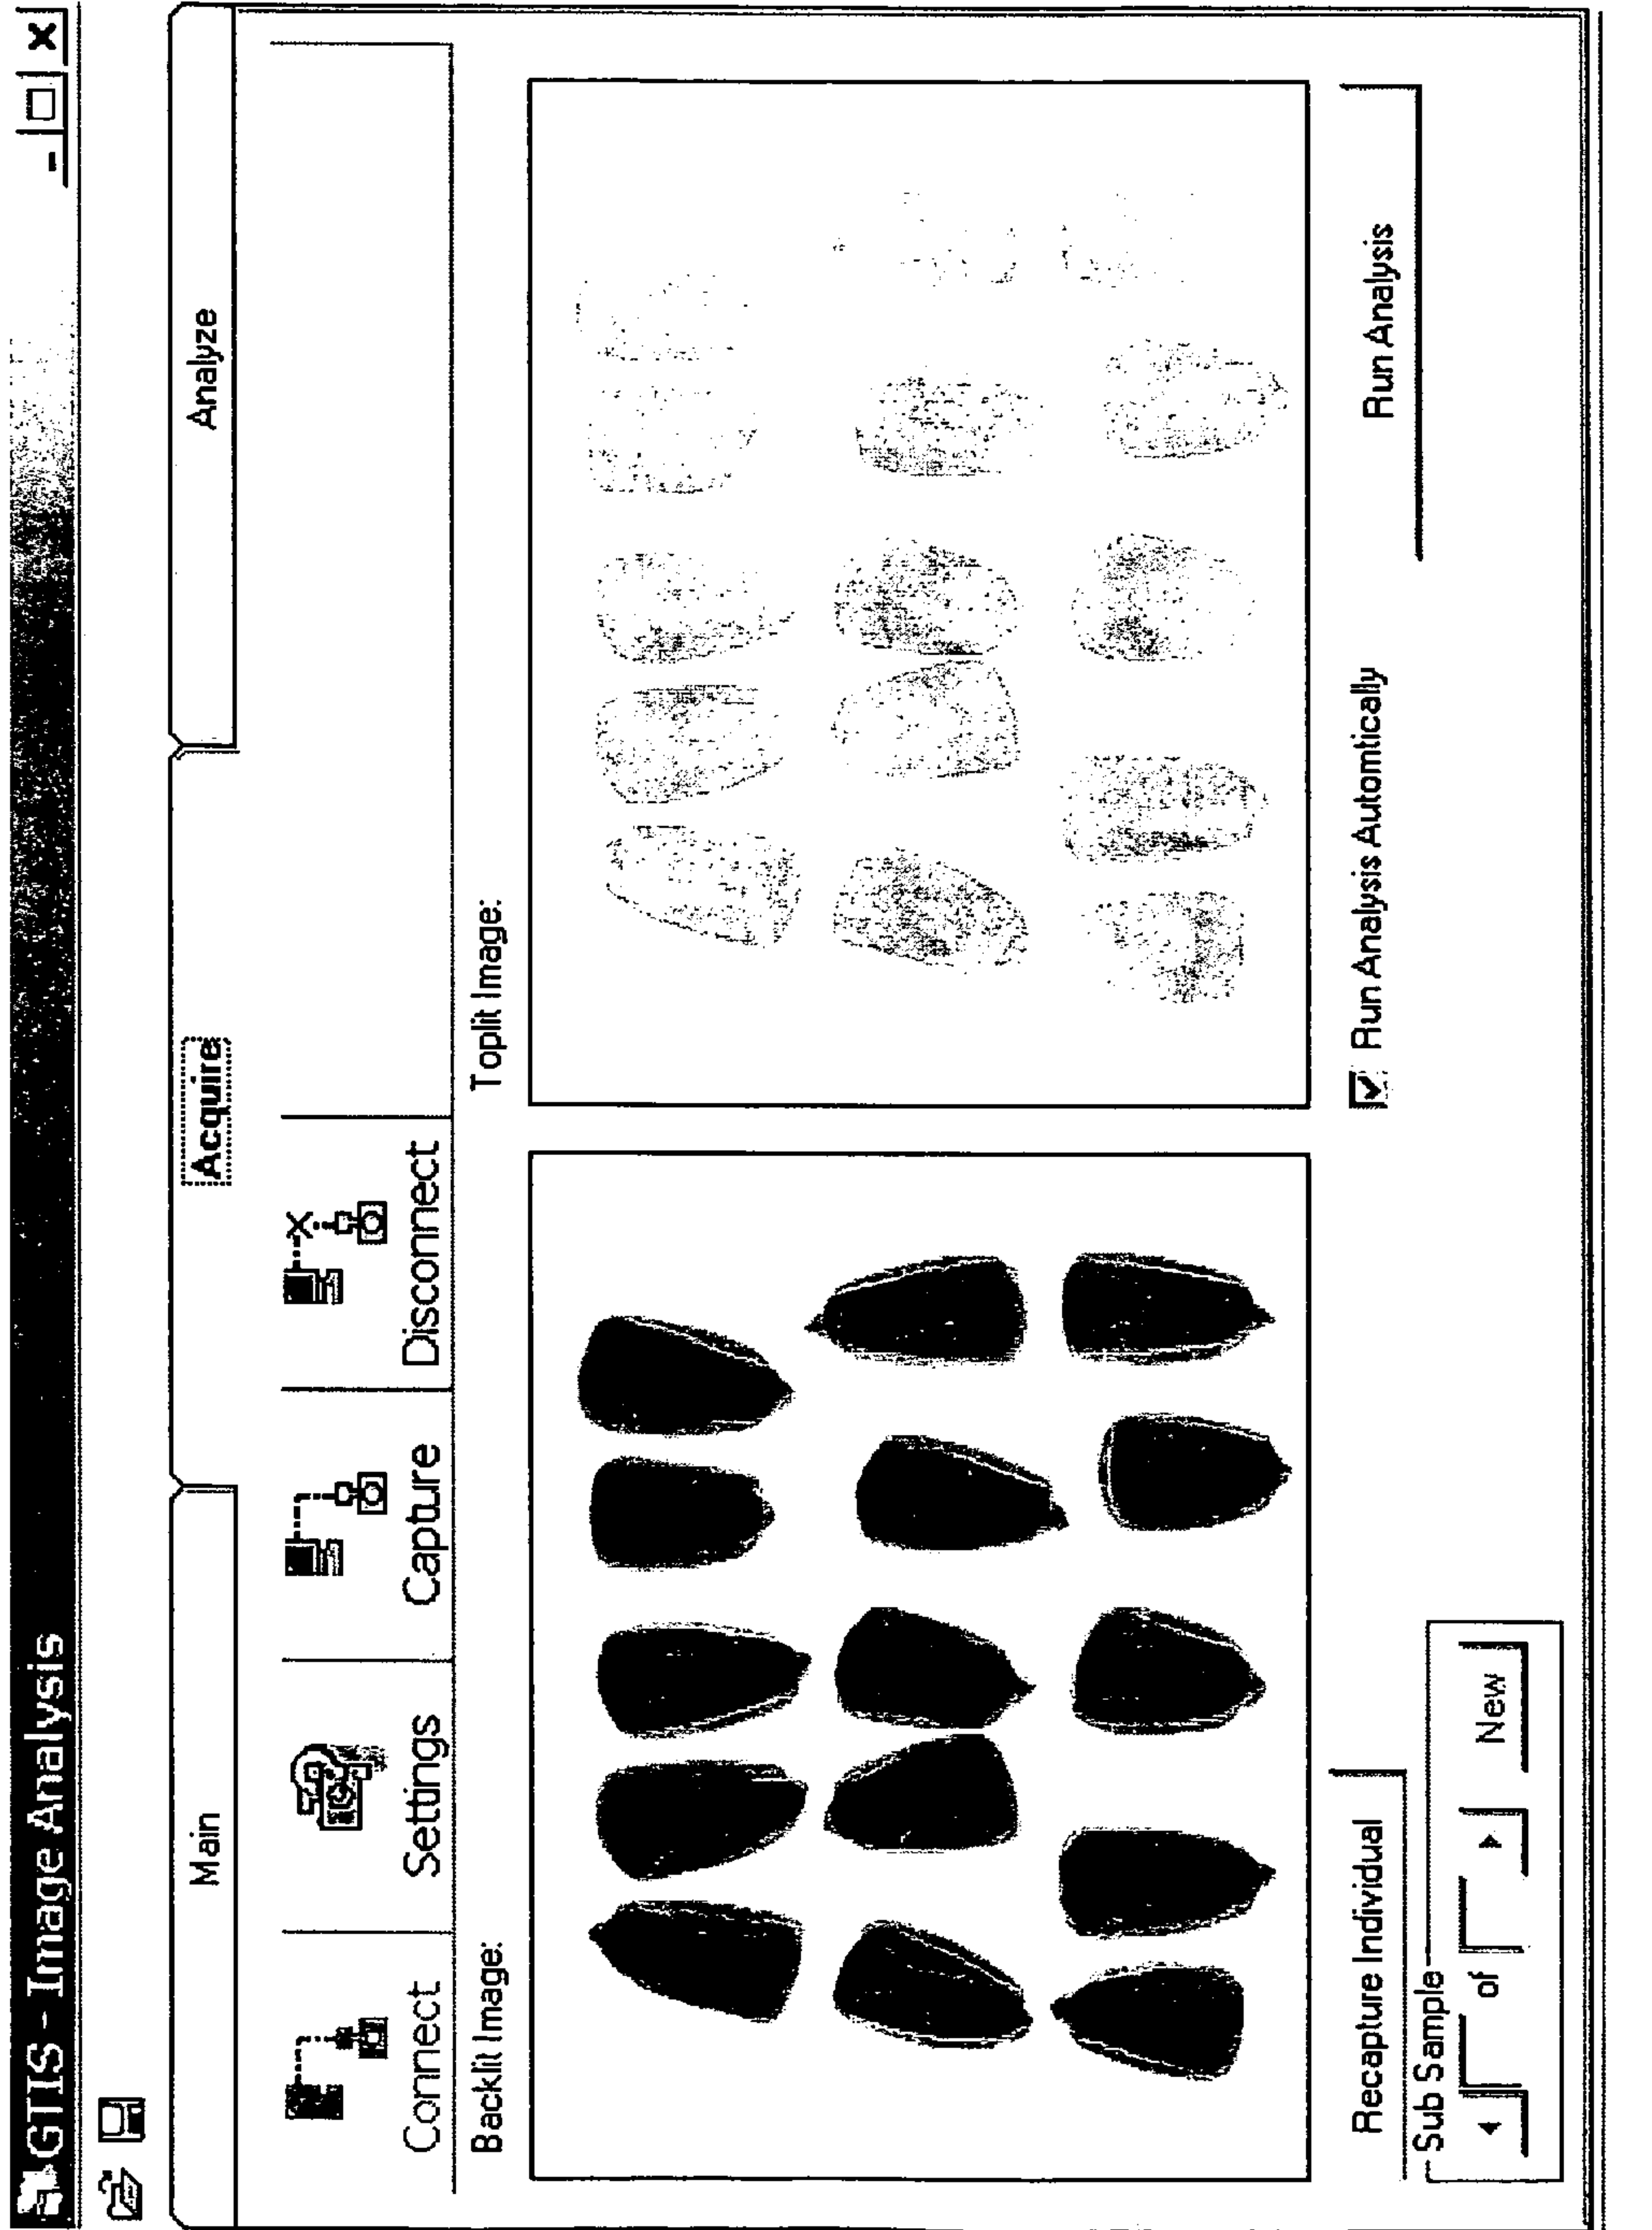 GTIS - Image Analysis
Main
Acquire
Analyze
Connect
Settings
Capture
Disconnect
Backlit Image:
Toplit Image:
Recapture Individual
Run Analysis Automtically
Run Analysis
Sub Sample
of
New